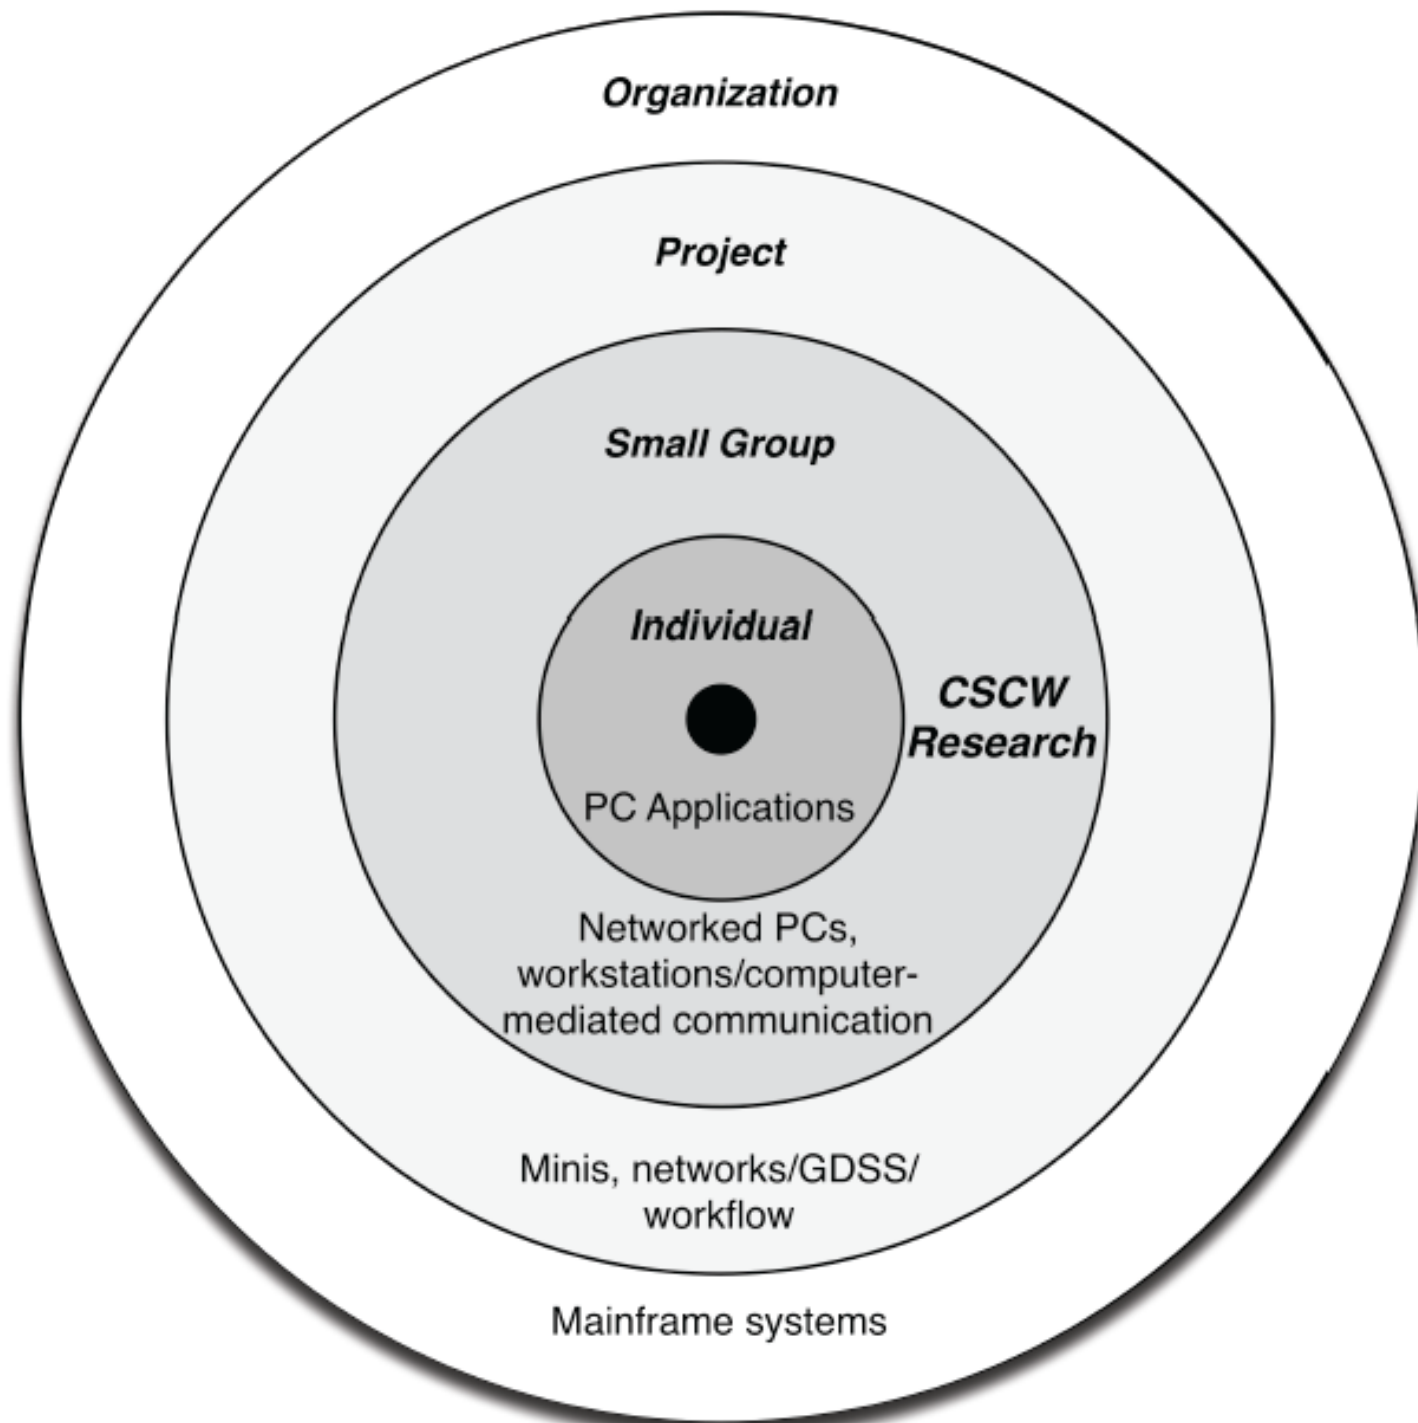 Organization
Project
Small Group
Individual
CSCW
Research
PC Applications
Networked PCs,
workstations/computer-
mediated communication
Minis, networks/GDSS/
workflow
Mainframe systems